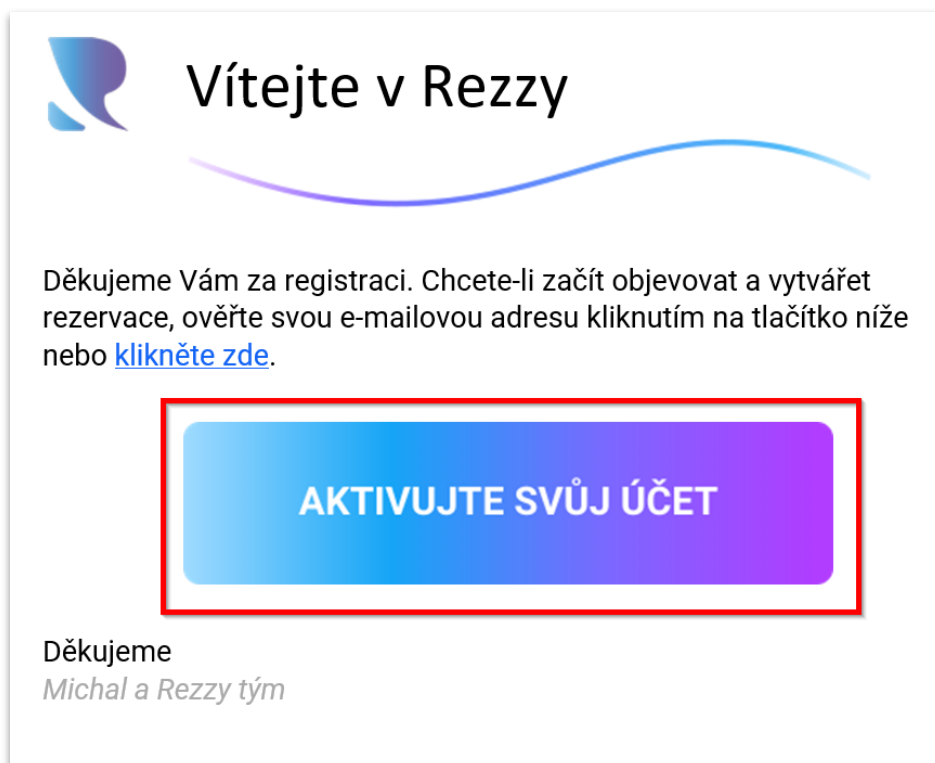 Vítejte v Rezzy
Děkujeme Vám za registraci. Chcete-li začít objevovat a vytvářet
rezervace, ověřte svou e-mailovou adresu kliknutím na tlačítko níže
nebo klikněte zde.
AKTIVUJTE SVŮJ ÚČET
Děkujeme
Michal a Rezzy tým